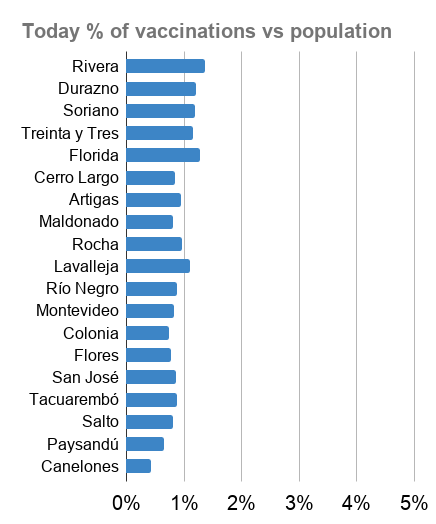 Today % of vaccinations vs population
Rivera
Durazno
Soriano
Treinta y Tres
Florida
Cerro Largo
Artigas
Maldonado
Rocha
Lavalleja
Río Negro
Montevideo
Colonia
Flores
San José
Tacuarembó
Salto
Paysandú
Canelones
0% 1% 2% 3% 4% 5%